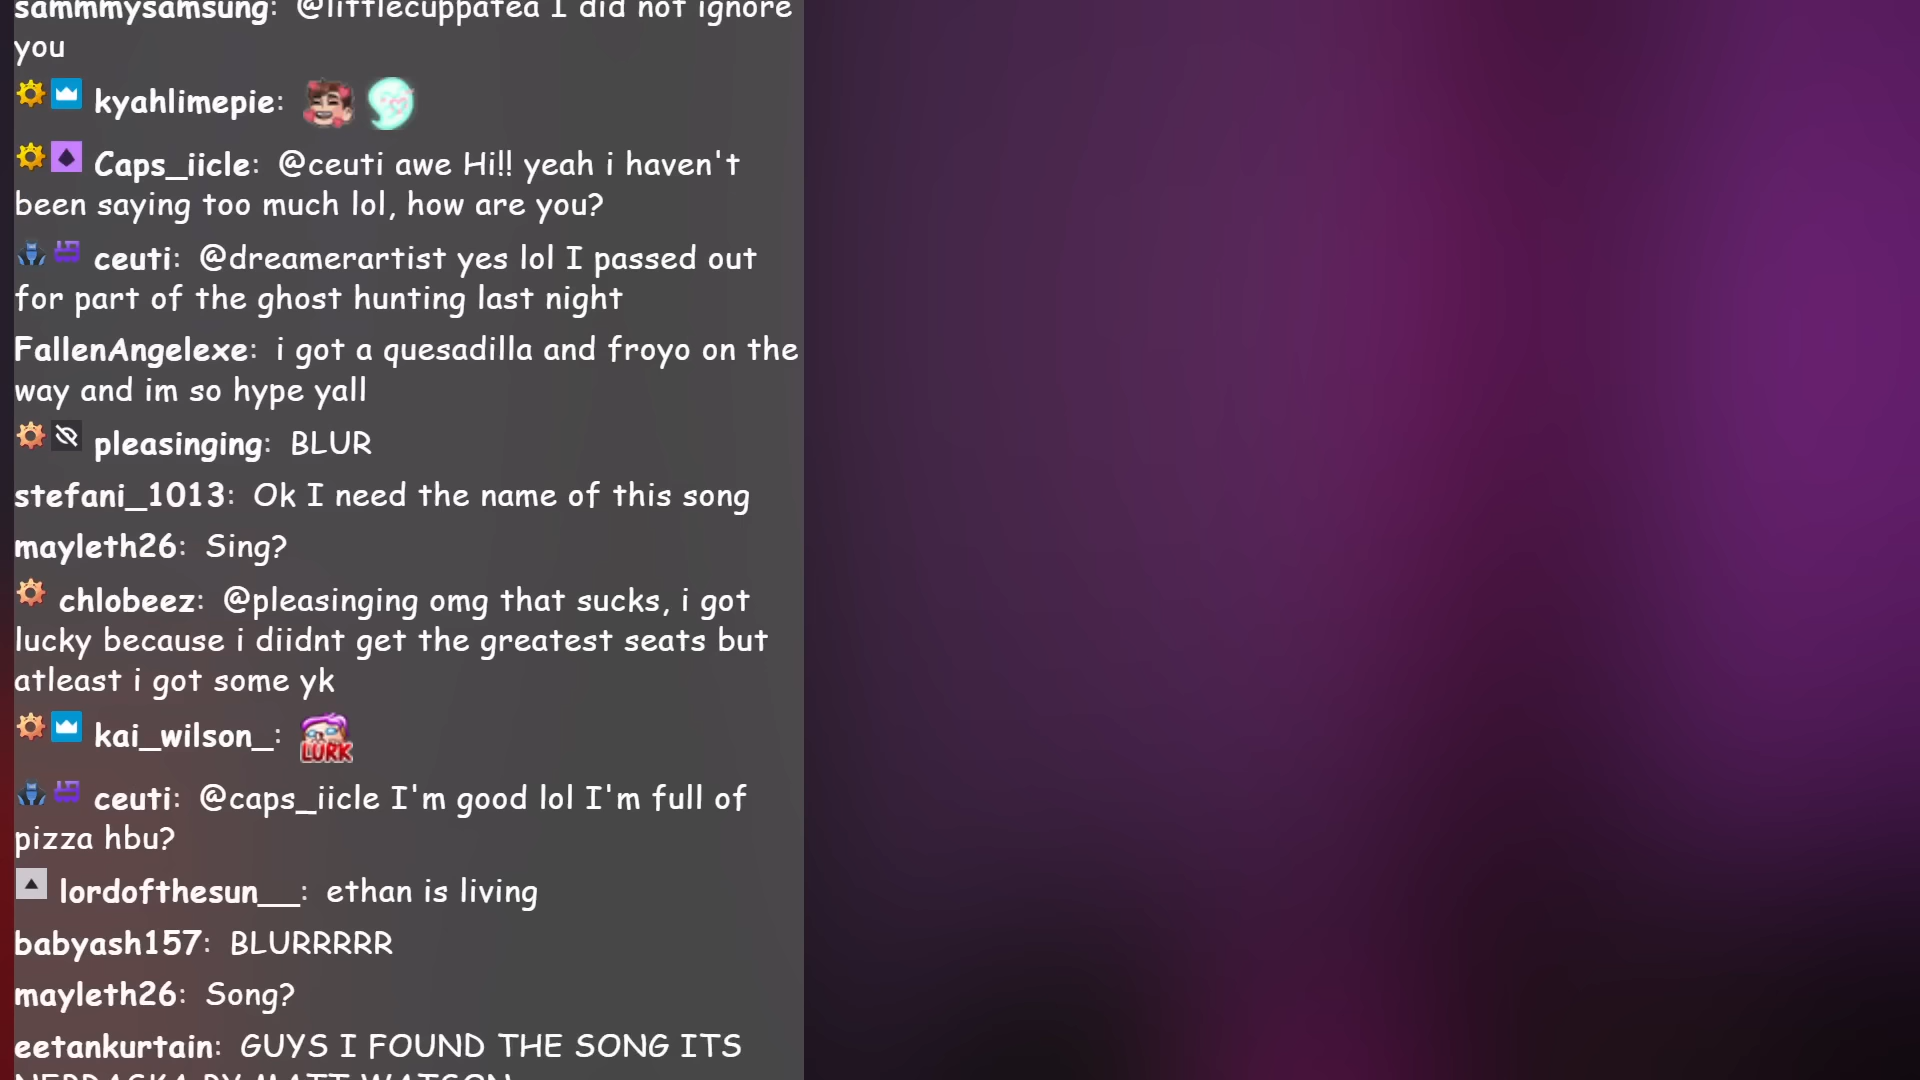 sammmysamsung: @littlecuppatea I did not ignore
you
kyahlimepie:
Caps_iicle: @ceuti awe Hi!! yeah i haven't
been saying too much lol, how are you?
ceuti: @dreamerartist yes lol I passed out
for part of the ghost hunting last night
FallenAngelexe: i got a quesadilla and froyo on the
way and im so hype yall
pleasinging: BLUR
stefani_1013: Ok I need the name of this song
mayleth26: Sing?
chlobeez: @pleasinging omg that sucks, i got
lucky because i diidnt get the greatest seats but
atleast i got some yk
kai_wilson_: LURK
ceuti: @caps_iicle I'm good lol I'm full of
pizza hbu?
lordofthesun__: ethan is living
babyash157: BLURRRRR
mayleth26: Song?
eetankurtain: GUYS I FOUND THE SONG ITS
NEBRASKA BY MATT WATSON